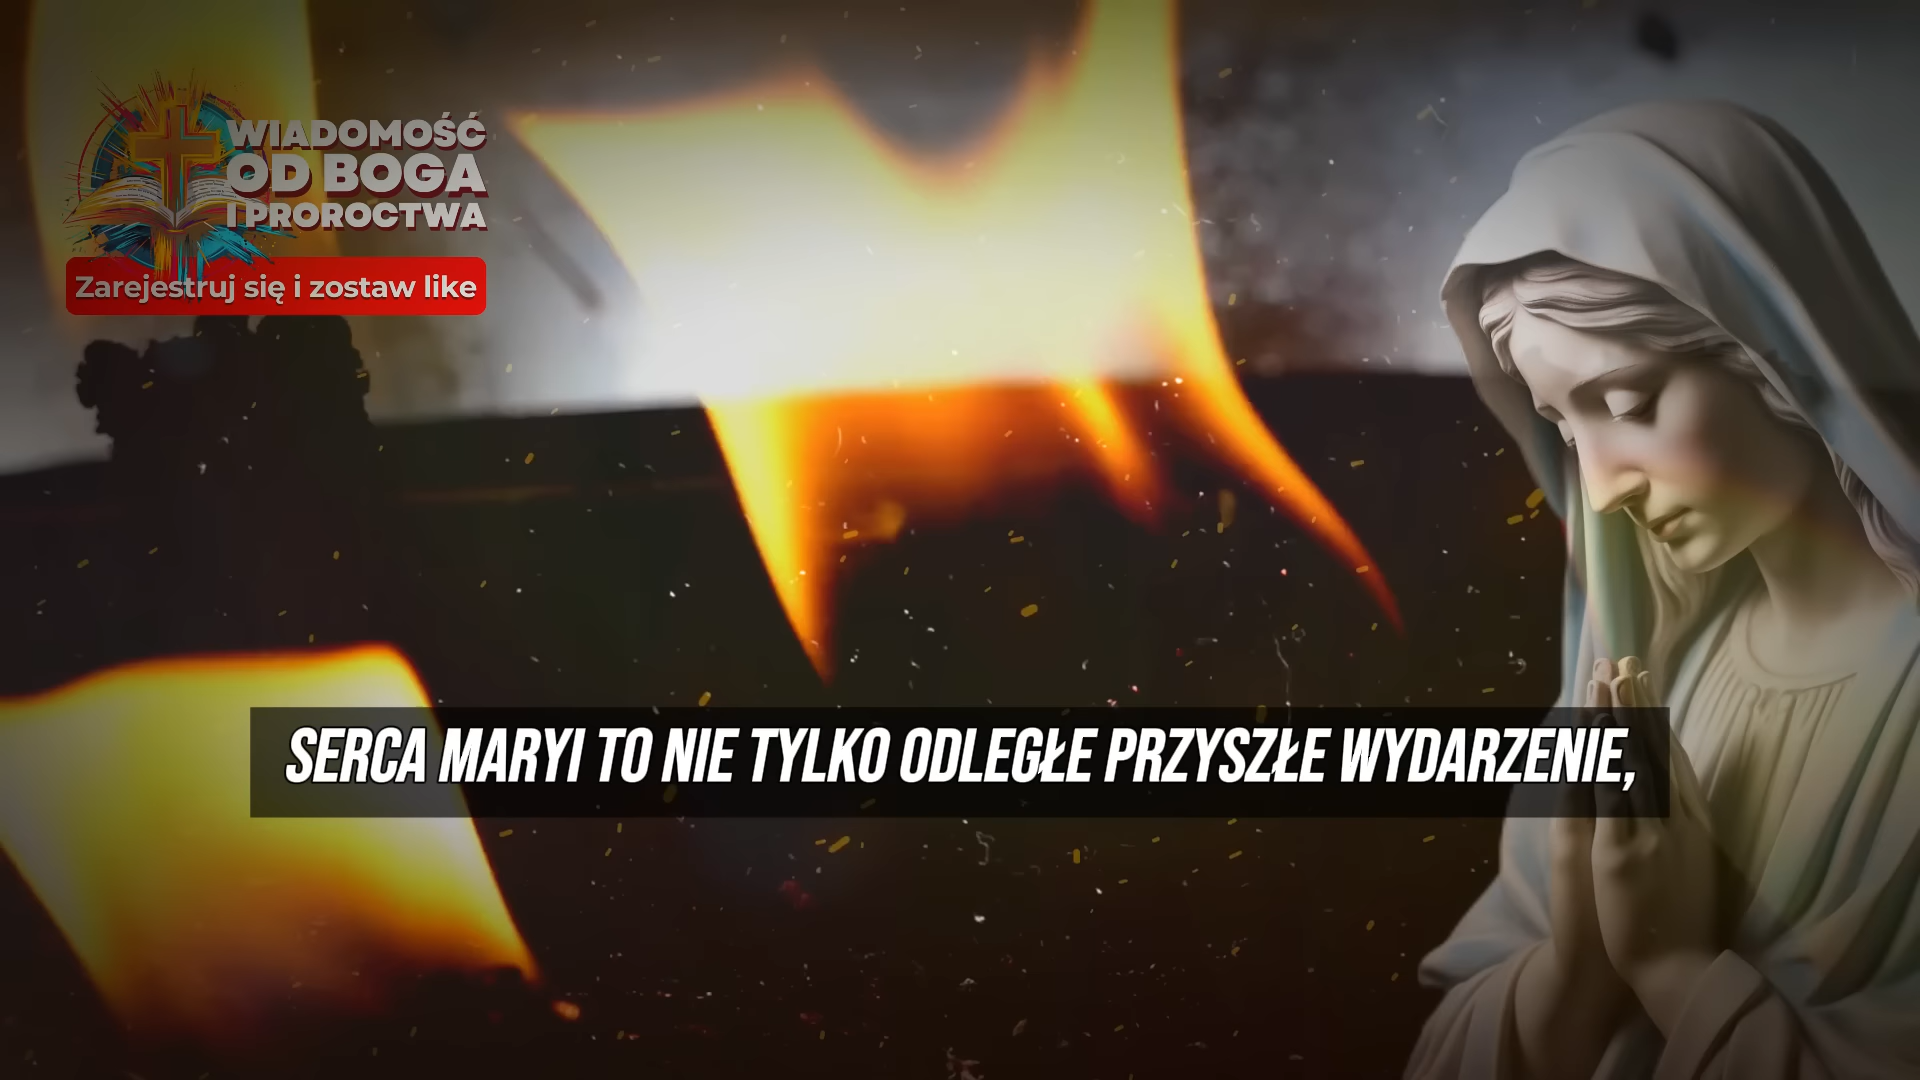 WIADOMOŚĆ
OD BOGA
I PROROCTWA
Zarejestruj się i zostaw like
SERCA MARYI TO NIE TYLKO ODLEGŁE PRZYSZŁE WYDARZENIE,